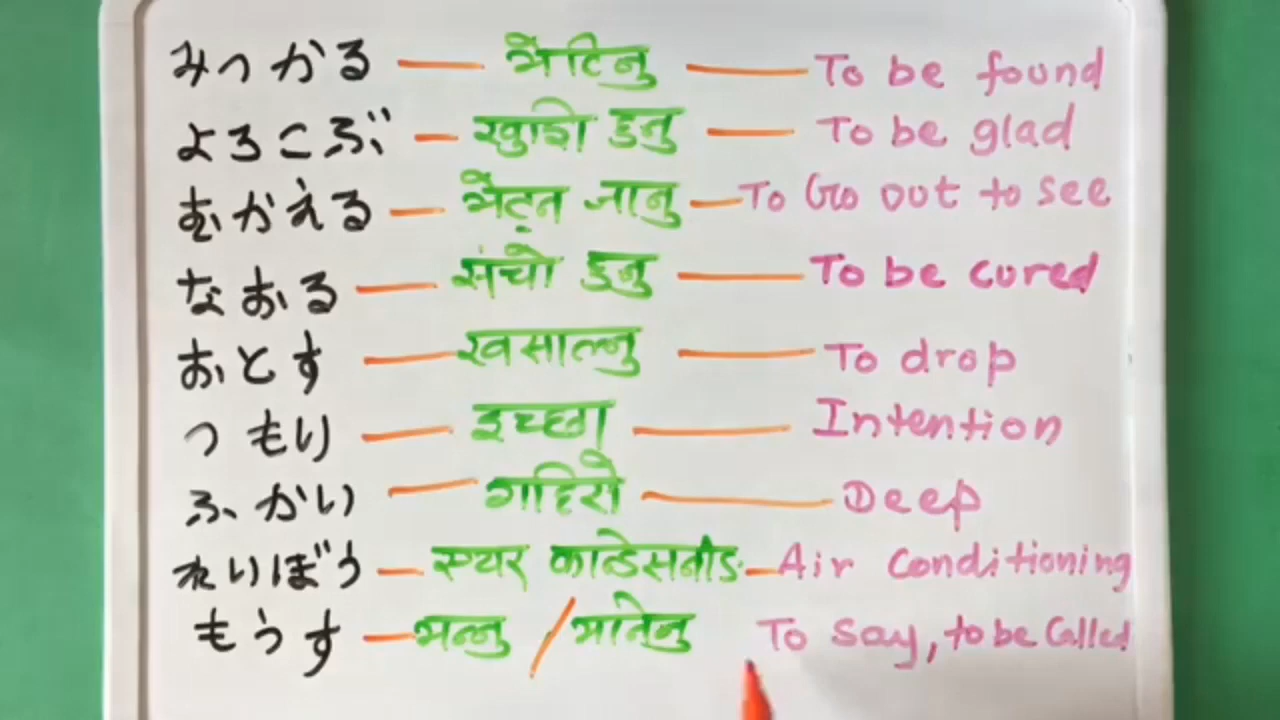 みつかる — भेटिनु — To be found
よろこぶ — खुशि हुनु — To be glad
むかえる — भेट्न जानु — To Go out to see
なおる — संचो हुनु — To be cured
おとす — खसाल्नु — To drop
つもり — इच्छा — Intention
ふかい — गहिरो — Deep
れいぼう — एयर कान्डेसनीङ — Air Conditioning
もうす — भन्नु / भनिनु To say, to be Called